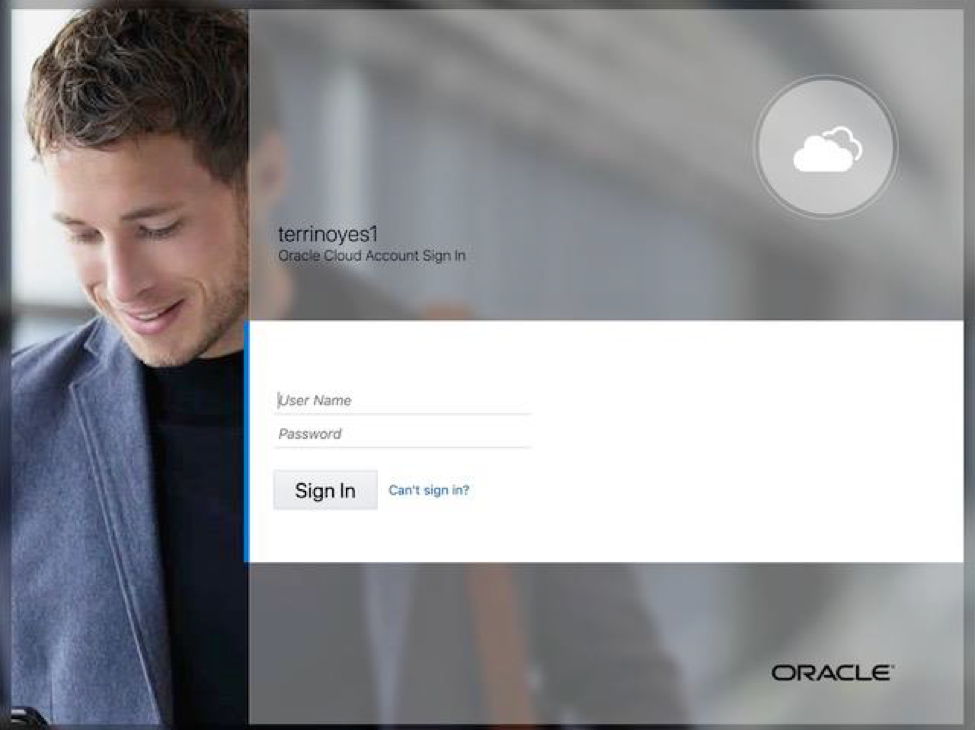 terrinoyes1
Oracle Cloud Account Sign In
User Name
Password
Sign In Can't sign in?
ORACLE®